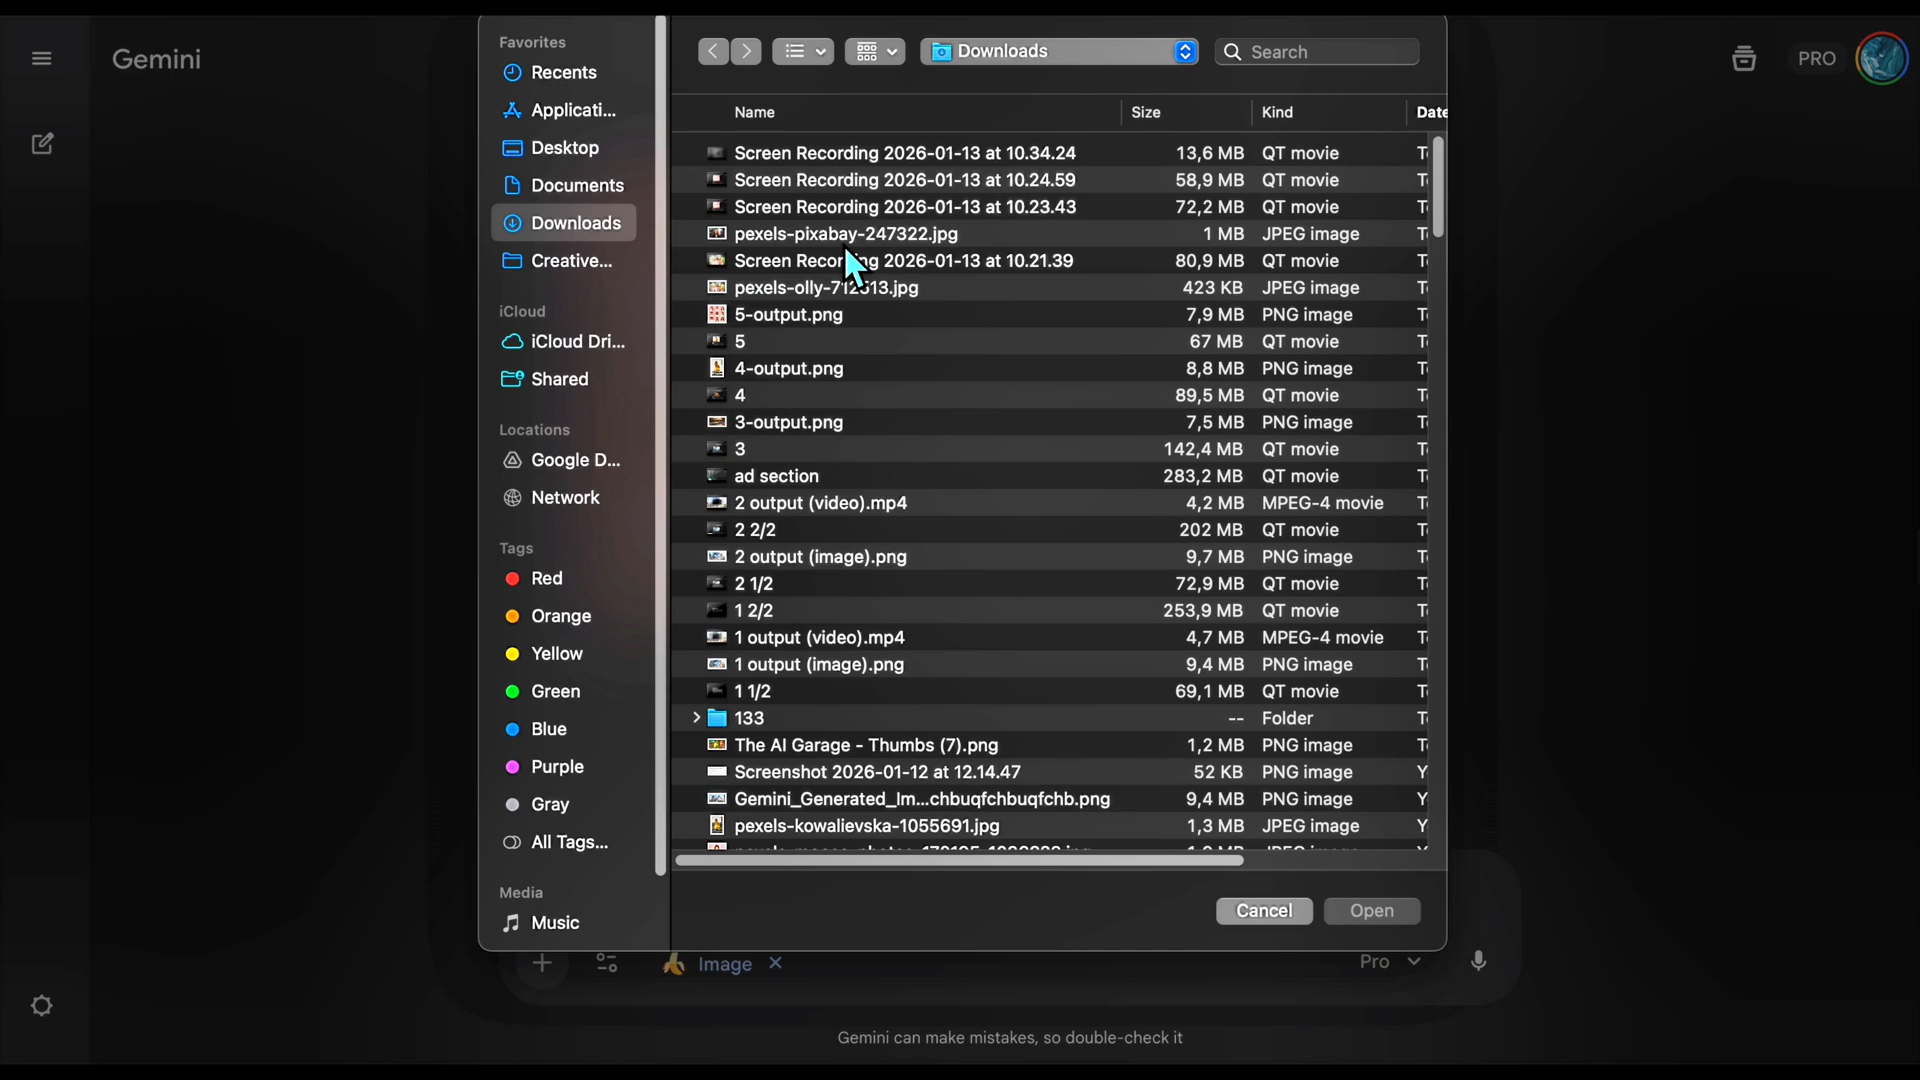 Gemini
PRO
Favorites
Recents
Applicati...
Desktop
Documents
Downloads
Creative...
iCloud
iCloud Dri...
Shared
Locations
Google D...
Network
Tags
Red
Orange
Yellow
Green
Blue
Purple
Gray
All Tags...
Media
Music
Downloads
Search
Name Size Kind Date
Screen Recording 2026-01-13 at 10.34.24 13,6 MB QT movie
Screen Recording 2026-01-13 at 10.24.59 58,9 MB QT movie
Screen Recording 2026-01-13 at 10.23.43 72,2 MB QT movie
pexels-pixabay-247322.jpg 1 MB JPEG image
Screen Recording 2026-01-13 at 10.21.39 80,9 MB QT movie
pexels-olly-712513.jpg 423 KB JPEG image
5-output.png 7,9 MB PNG image
5 67 MB QT movie
4-output.png 8,8 MB PNG image
4 89,5 MB QT movie
3-output.png 7,5 MB PNG image
3 142,4 MB QT movie
ad section 283,2 MB QT movie
2 output (video).mp4 4,2 MB MPEG-4 movie
2 2/2 202 MB QT movie
2 output (image).png 9,7 MB PNG image
2 1/2 72,9 MB QT movie
1 2/2 253,9 MB QT movie
1 output (video).mp4 4,7 MB MPEG-4 movie
1 output (image).png 9,4 MB PNG image
1 1/2 69,1 MB QT movie
133 -- Folder
The AI Garage - Thumbs (7).png 1,2 MB PNG image
Screenshot 2026-01-12 at 12.14.47 52 KB PNG image
Gemini_Generated_Im...chbuqfchbuqfchb.png 9,4 MB PNG image
pexels-kowalievska-1055691.jpg 1,3 MB JPEG image
Cancel Open
Image
Pro
Gemini can make mistakes, so double-check it